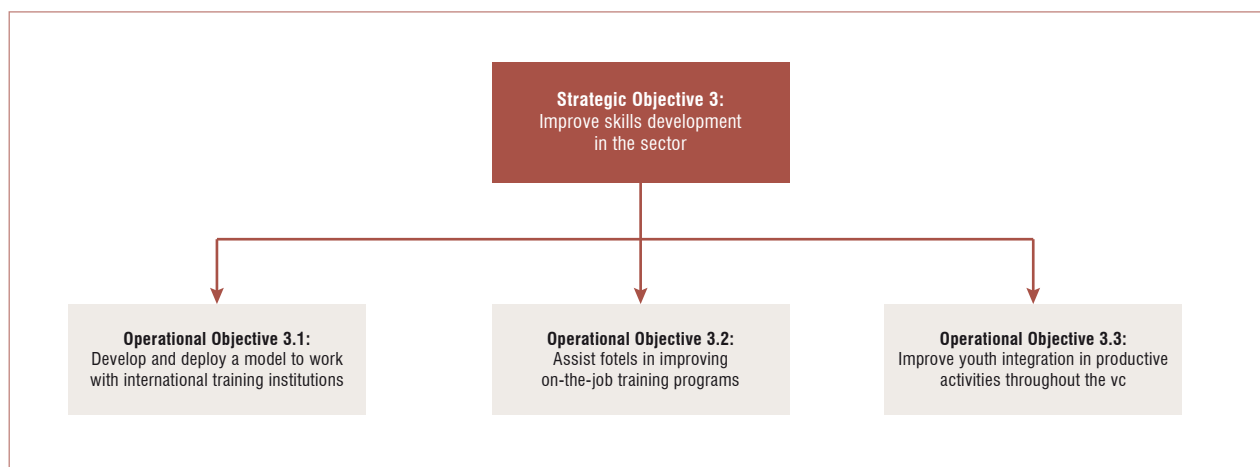 Strategic Objective 3:
Improve skills development
in the sector
Operational Objective 3.1:
Develop and deploy a model to work
with international training institutions
Operational Objective 3.2:
Assist fotels in improving
on-the-job training programs
Operational Objective 3.3:
Improve youth integration in productive
activities throughout the vc